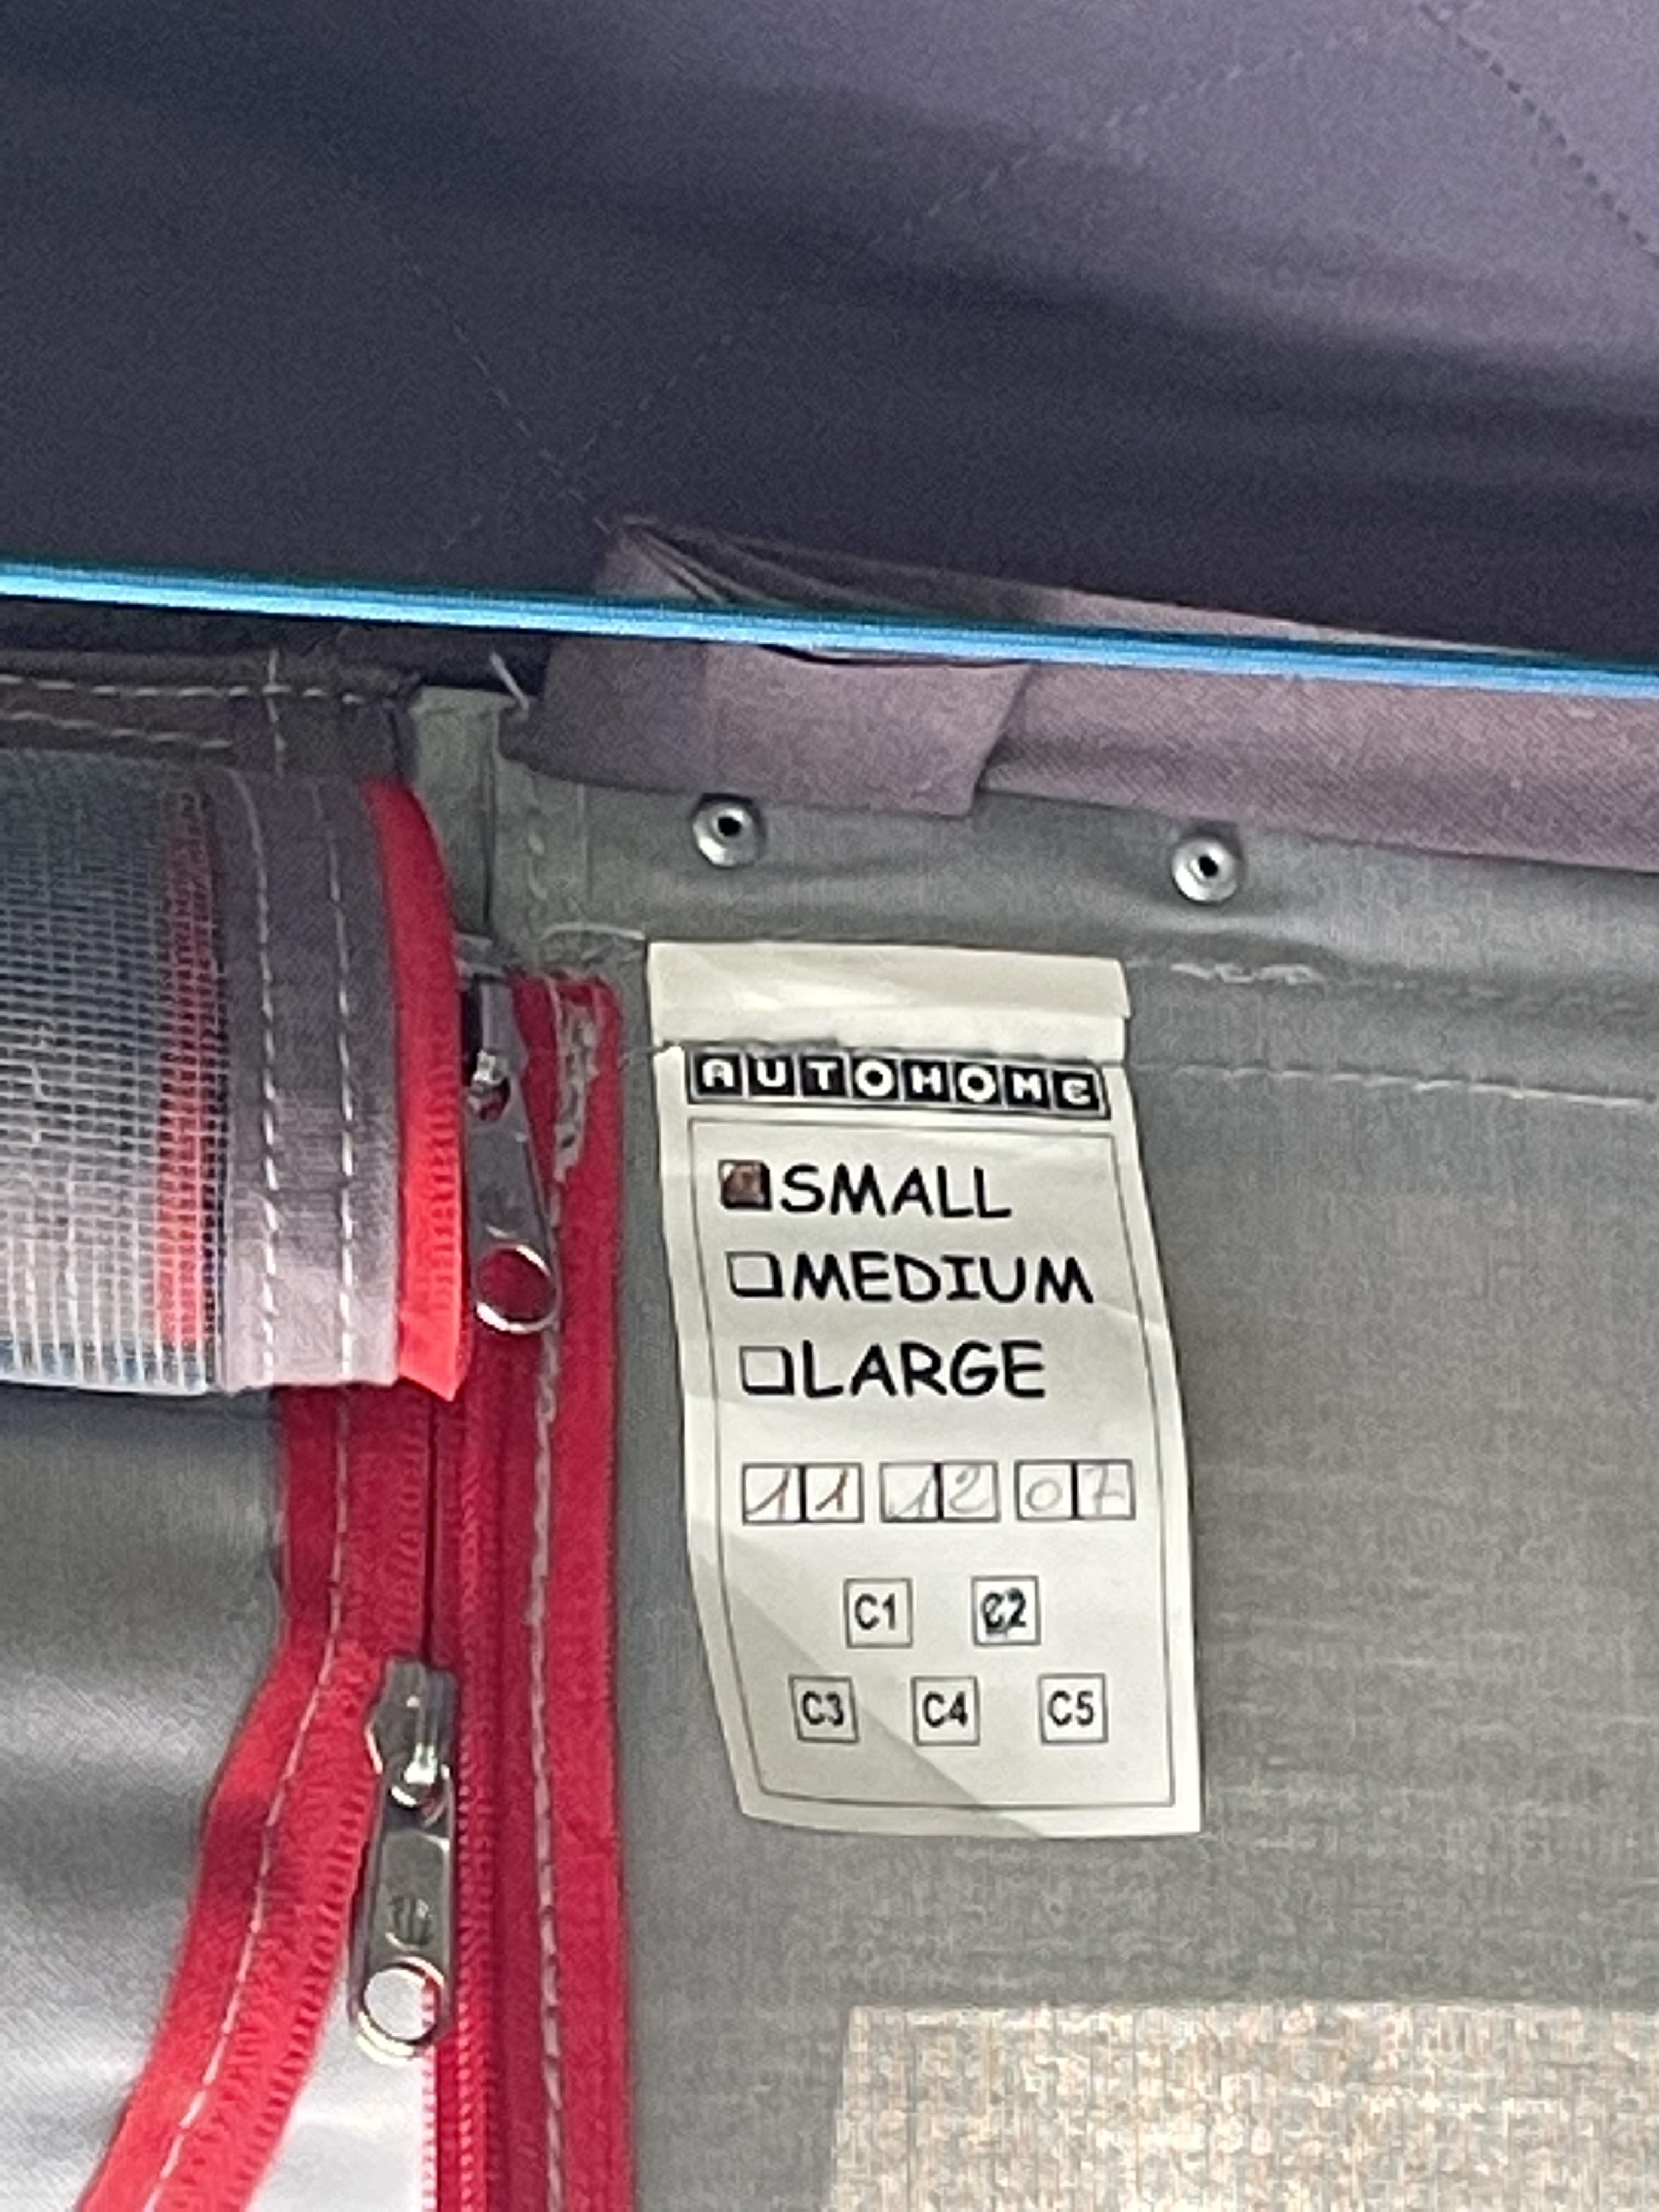 AUTOHOME
SMALL
MEDIUM
LARGE
11 12 07
C1 C2
C3 C4 C5